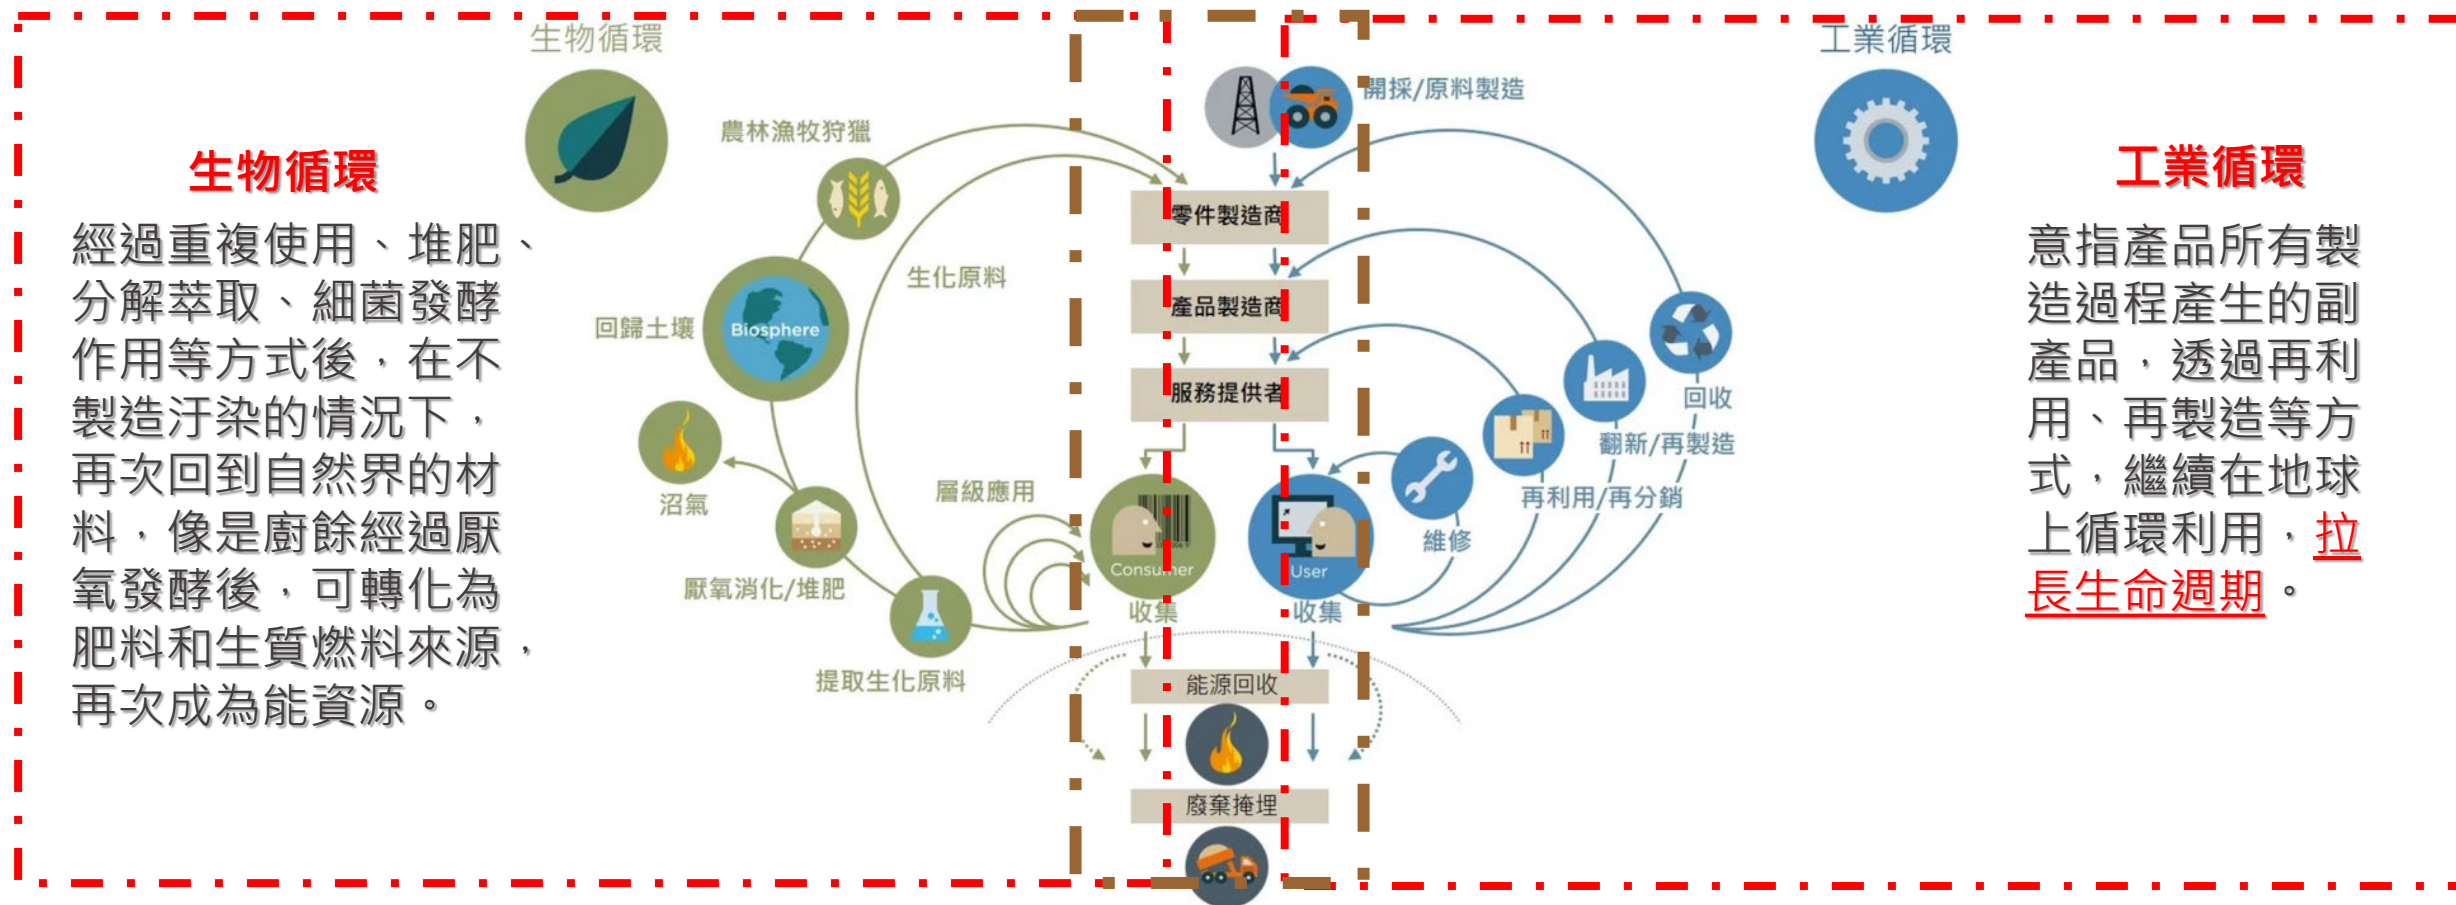 生物循環
工業循環
開採/原料製造
農林漁牧狩獵
生物循環
經過重複使用、堆肥、
分解萃取、細菌發酵
作用等方式後，在不
製造汙染的情況下，
再次回到自然界的材
料，像是廚餘經過厭
氧發酵後，可轉化為
肥料和生質燃料來源，
再次成為能資源。
零件製造商
生化原料
產品製造商
回歸土壤
Biosphere
服務提供者
沼氣
層級應用
厭氧消化/堆肥
提取生化原料
Consumer
收集
User
收集
維修
再利用/再分銷
翻新/再製造
回收
能源回收
廢棄掩埋
工業循環
意指產品所有製
造過程產生的副
產品，透過再利
用、再製造等方
式，繼續在地球
上循環利用，拉
長生命週期。